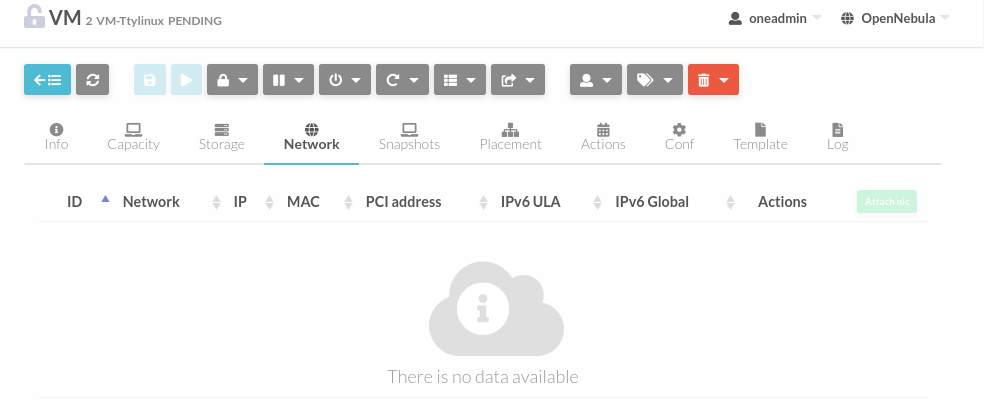 VM 2 VM-Ttylinux PENDING
oneadmin OpenNebula
Info Capacity Storage Network Snapshots Placement Actions Conf Template Log
ID Network IP MAC PCI address IPv6 ULA IPv6 Global Actions Attach nic
There is no data available